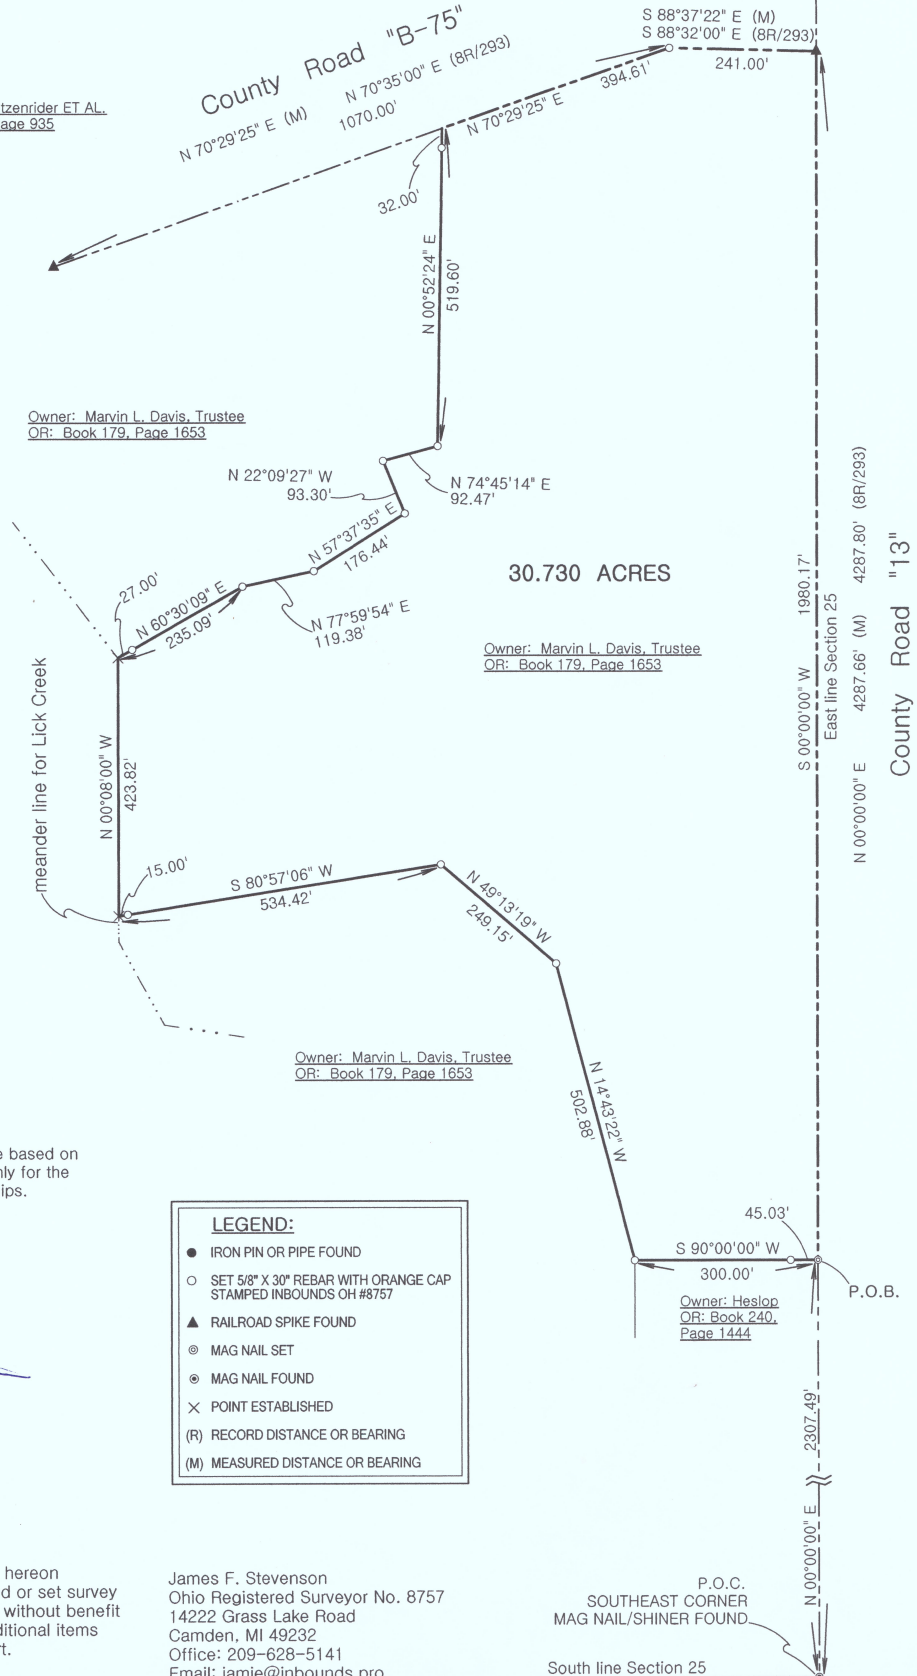 S 88°37'22" E (M)
S 88°32'00" E (8R/293)
241.00'
County Road "B-75"
N 70°35'00" E (8R/293)
N 70°29'25" E (M)
1070.00'
394.61'
N 70°29'25" E
tzenrider ET AL.
age 935
32.00'
N 00°52'24" E
519.60'
Owner: Marvin L. Davis, Trustee
OR: Book 179, Page 1653
N 22°09'27" W
93.30'
N 74°45'14" E
92.47'
N 57°37'35" E
176.44'
30.730 ACRES
27.00'
N 60°30'09" E
235.09'
N 77°59'54" E
119.38'
Owner: Marvin L. Davis, Trustee
OR: Book 179, Page 1653
S 00°00'00" W 1980.17'
East line Section 25
N 00°00'00" E 4287.66' (M) 4287.80' (8R/293)
County Road "13"
meander line for Lick Creek
N 00°08'00" W
423.82'
15.00'
S 80°57'06" W
534.42'
N 49°13'19" W
249.15'
Owner: Marvin L. Davis, Trustee
OR: Book 179, Page 1653
N 14°43'22" W
502.88'
e based on
nly for the
ips.
45.03'
S 90°00'00" W
300.00'
P.O.B.
Owner: Heslop
OR: Book 240,
Page 1444
LEGEND:
IRON PIN OR PIPE FOUND
SET 5/8" X 30" REBAR WITH ORANGE CAP
STAMPED INBOUNDS OH #8757
RAILROAD SPIKE FOUND
MAG NAIL SET
MAG NAIL FOUND
POINT ESTABLISHED
(R) RECORD DISTANCE OR BEARING
(M) MEASURED DISTANCE OR BEARING
2307.49'
N 00°00'00" E
hereon
d or set survey
without benefit
ditional items
rt.
James F. Stevenson
Ohio Registered Surveyor No. 8757
14222 Grass Lake Road
Camden, MI 49232
Office: 209-628-5141
Email: jamie@inbounds.pro
P.O.C.
SOUTHEAST CORNER
MAG NAIL/SHINER FOUND
South line Section 25